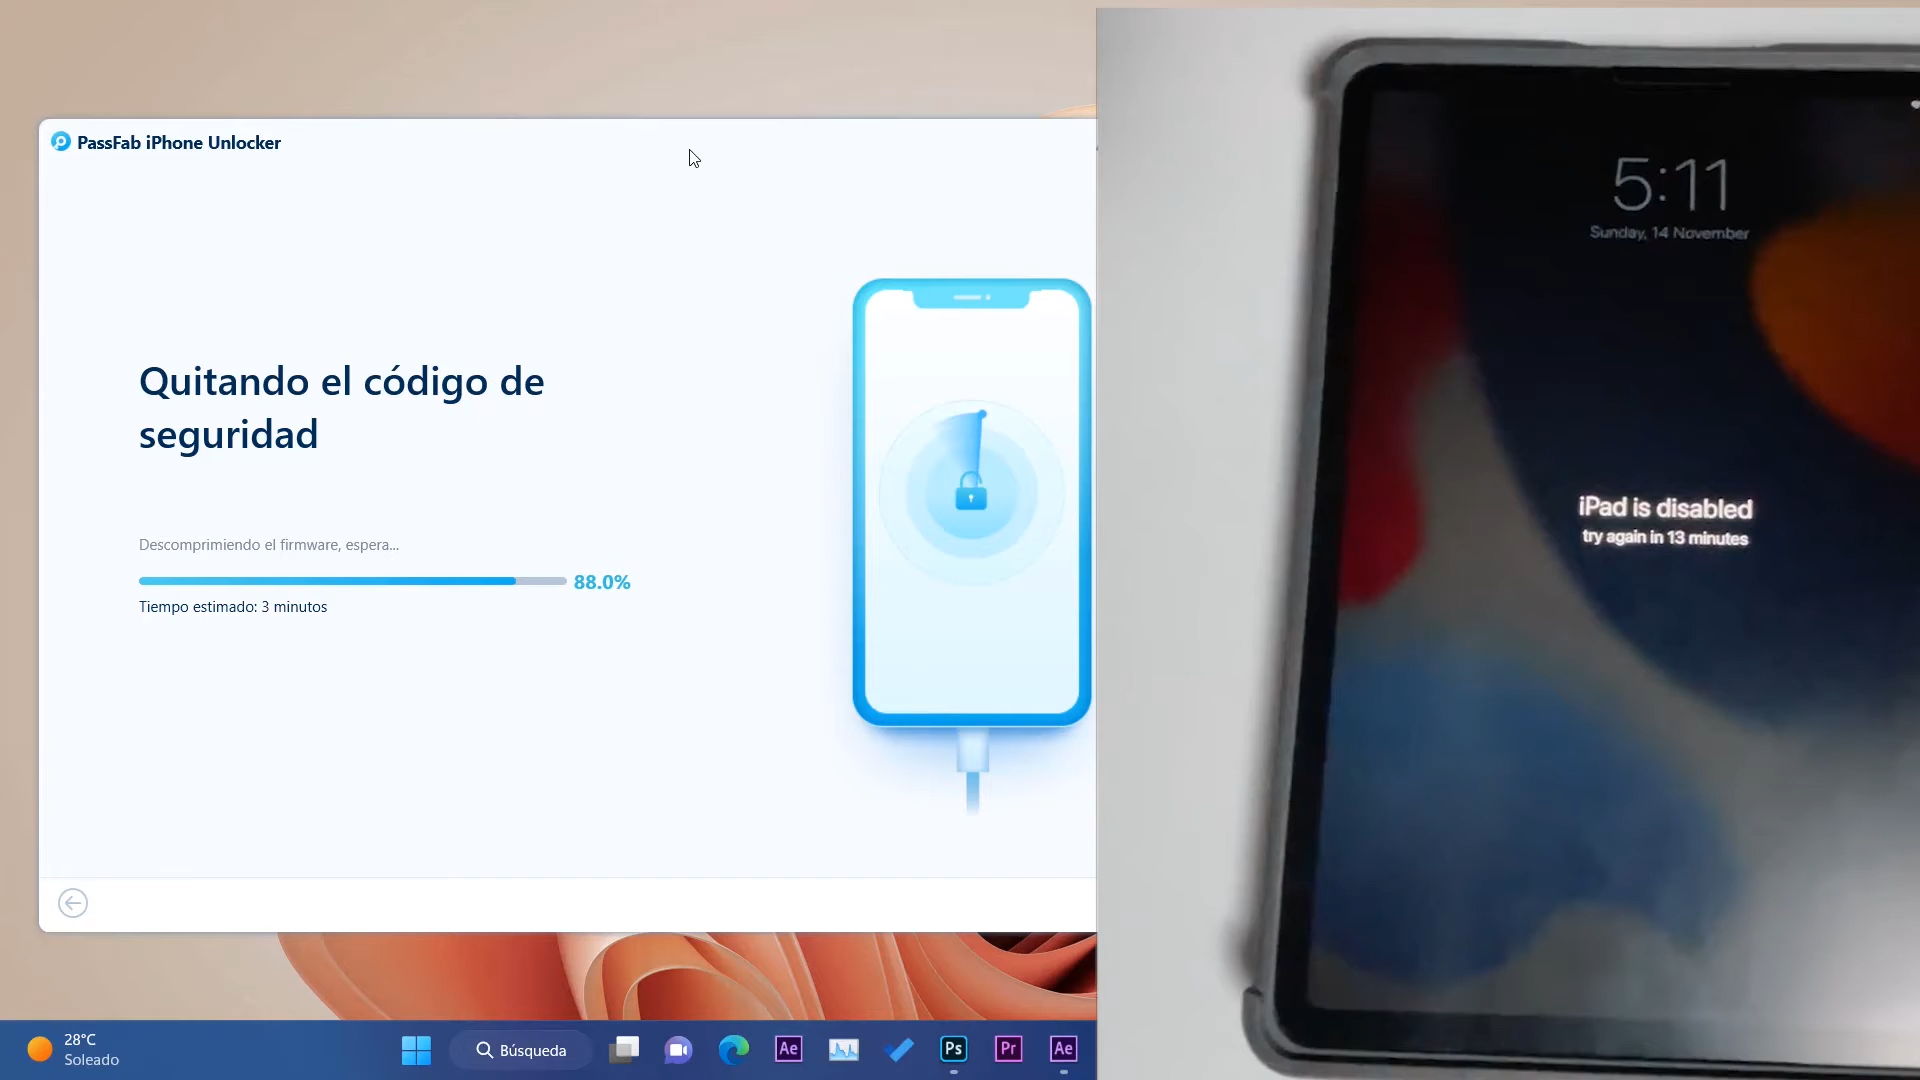 PassFab iPhone Unlocker
Quitando el código de
seguridad
Descomprimiendo el firmware, espera...
88.0%
Tiempo estimado: 3 minutos
28°C
Soleado
Búsqueda
Ae
Ps
Pr
Ae
5:11
Sunday, 14 November
iPad is disabled
try again in 13 minutes